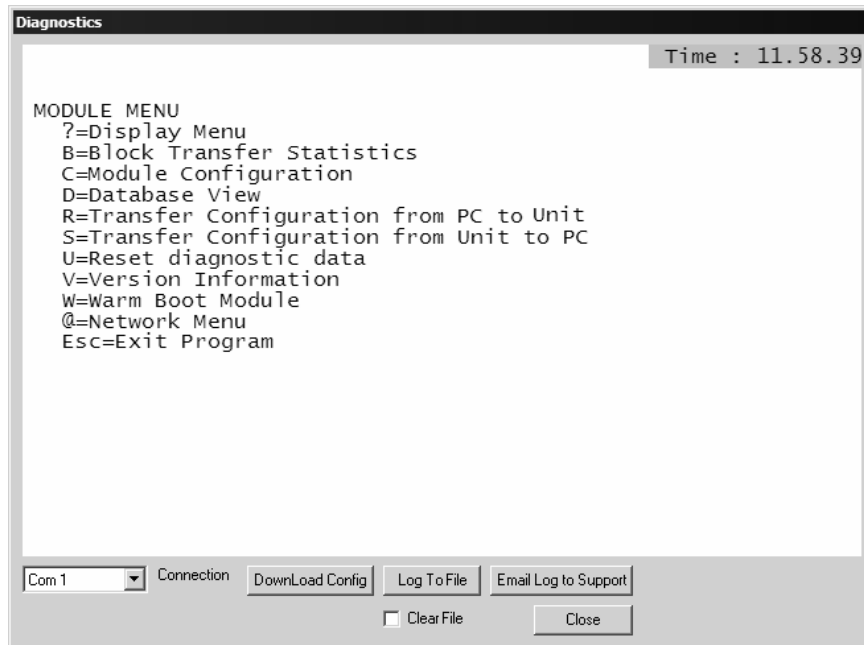 Diagnostics
Time : 11.58.39
MODULE MENU
?=Display Menu
B=Block Transfer Statistics
C=Module Configuration
D=Database View
R=Transfer Configuration from PC to Unit
S=Transfer Configuration from Unit to PC
U=Reset diagnostic data
V=Version Information
W=Warm Boot Module
@=Network Menu
Esc=Exit Program
Com 1 Connection DownLoad Config Log To File Email Log to Support
Clear File Close